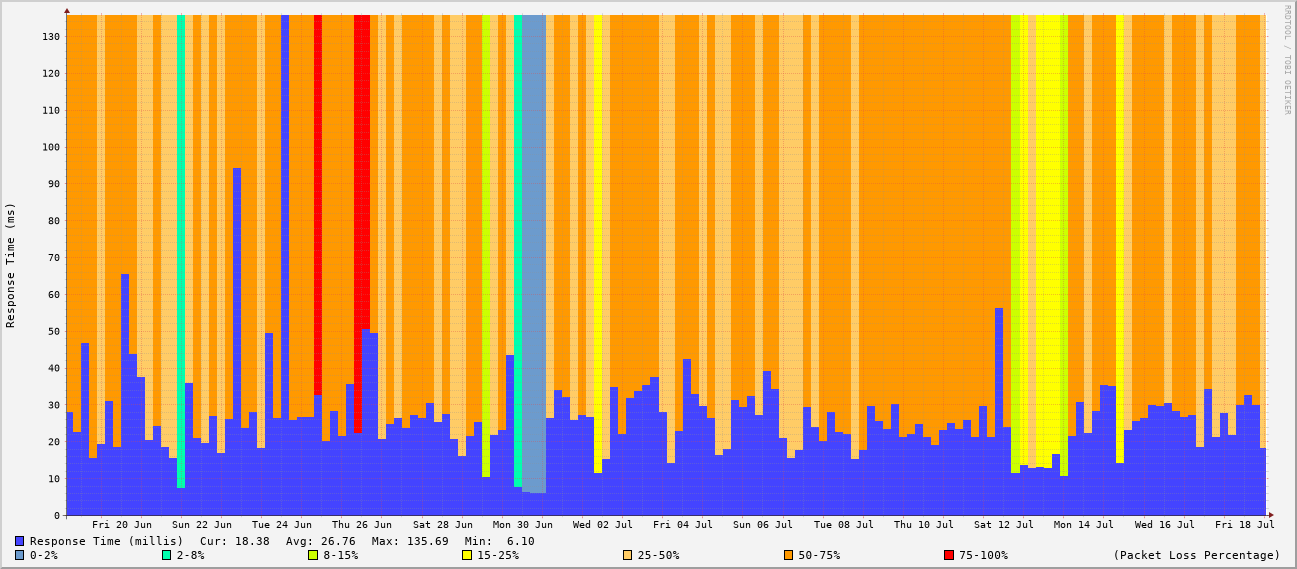 RRDTOOL / TOBI OETIKER
Response Time (ms)
130
120
110
100
90
80
70
60
50
40
30
20
10
0
Fri 20 Jun Sun 22 Jun Tue 24 Jun Thu 26 Jun Sat 28 Jun Mon 30 Jun Wed 02 Jul Fri 04 Jul Sun 06 Jul Tue 08 Jul Thu 10 Jul Sat 12 Jul Mon 14 Jul Wed 16 Jul Fri 18 Jul
Response Time (millis) Cur: 18.38 Avg: 26.76 Max: 135.69 Min: 6.10
0-2% 2-8% 8-15% 15-25% 25-50% 50-75% 75-100% (Packet Loss Percentage)